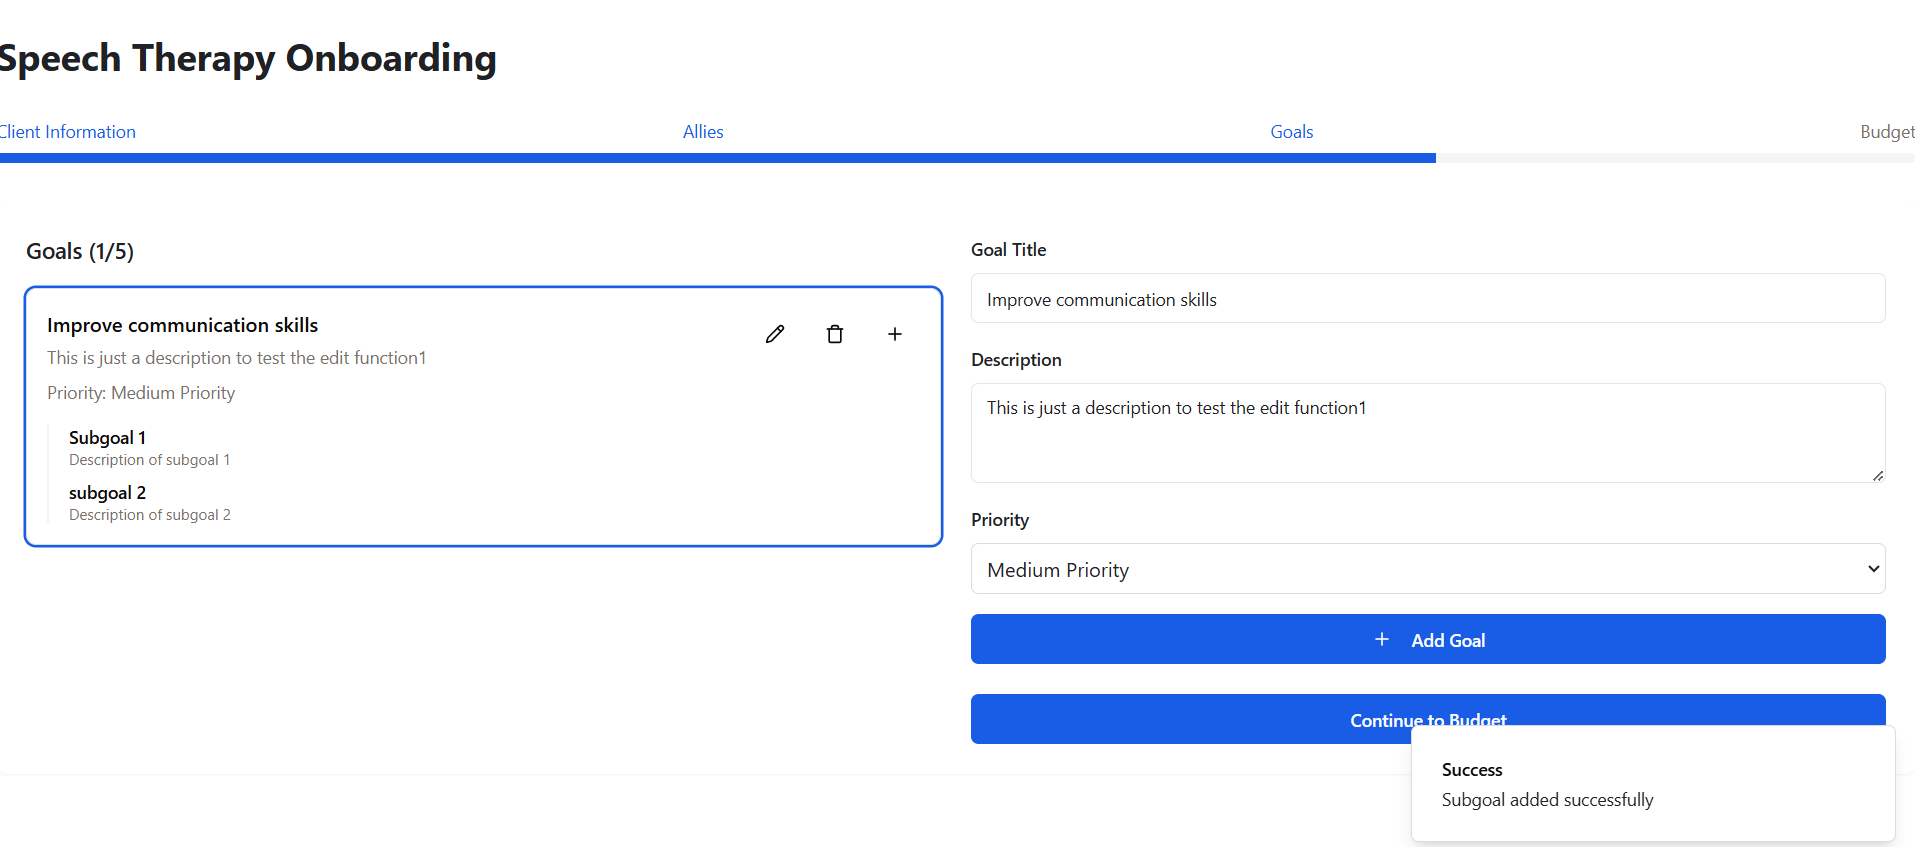 Speech Therapy Onboarding
Client Information
Allies
Goals
Budget
Goals (1/5)
Improve communication skills
This is just a description to test the edit function1
Priority: Medium Priority
Subgoal 1
Description of subgoal 1
subgoal 2
Description of subgoal 2
Goal Title
Improve communication skills
Description
This is just a description to test the edit function1
Priority
Medium Priority
+ Add Goal
Continue to Budget
Success
Subgoal added successfully